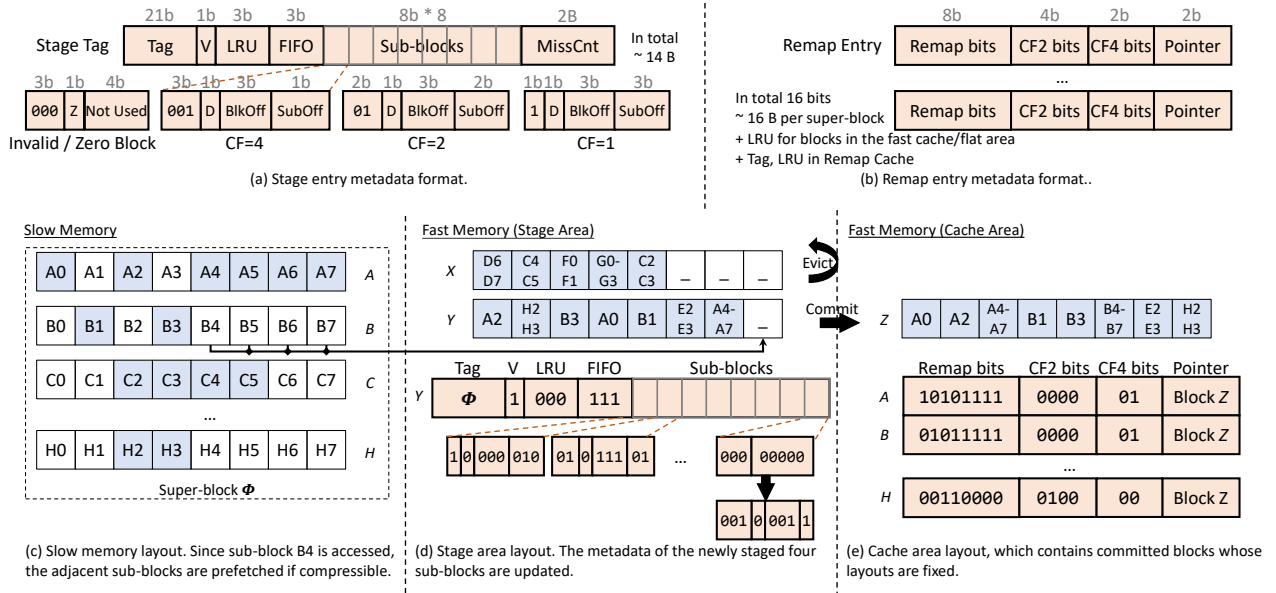 21b 1b 3b 3b 8b * 8 2B
Stage Tag Tag V LRU FIFO Sub-blocks MissCnt In total
~ 14 B
3b 1b 4b 3b 1b 3b 1b 2b 1b 3b 2b 1b 1b 3b 3b
000 Z Not Used 001 D BlkOff SubOff 01 D BlkOff SubOff 1 D BlkOff SubOff
Invalid / Zero Block CF=4 CF=2 CF=1
(a) Stage entry metadata format.
8b 4b 2b 2b
Remap Entry Remap bits CF2 bits CF4 bits Pointer
...
Remap bits CF2 bits CF4 bits Pointer
In total 16 bits
~ 16 B per super-block
+ LRU for blocks in the fast cache/flat area
+ Tag, LRU in Remap Cache
(b) Remap entry metadata format..
Slow Memory
A0 A1 A2 A3 A4 A5 A6 A7 A
B0 B1 B2 B3 B4 B5 B6 B7 B
C0 C1 C2 C3 C4 C5 C6 C7 C
...
H0 H1 H2 H3 H4 H5 H6 H7 H
Super-block Φ
(c) Slow memory layout. Since sub-block B4 is accessed,
the adjacent sub-blocks are prefetched if compressible.
Fast Memory (Stage Area)
X D6 C4 F0 G0- C2 _ _ _
D7 C5 F1 G3 C3
Evict
Y A2 H2 B3 A0 B1 E2 A4- _
H3 E3 A7
Commit
Tag V LRU FIFO Sub-blocks
Y Φ 1 000 111
1 0 000 010 01 0 111 01 ... 000 00000
001 0 001 1
(d) Stage area layout. The metadata of the newly staged four
sub-blocks are updated.
Fast Memory (Cache Area)
Z A0 A2 A4- B1 B3 B4- E2 H2
A7 B7 E3 H3
Remap bits CF2 bits CF4 bits Pointer
A 10101111 0000 01 Block Z
B 01011111 0000 01 Block Z
...
H 00110000 0100 00 Block Z
(e) Cache area layout, which contains committed blocks whose
layouts are fixed.